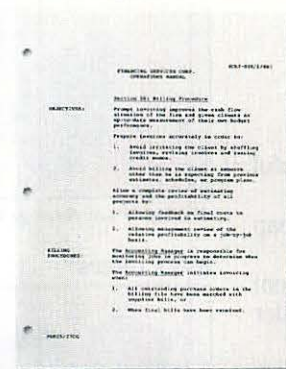 FINANCING SERVICES CORP.
OPERATIONS MANUAL
Section 26: Billing Procedure
OBJECTIVES:
Prompt invoicing improves the cash flow
situation of the firm and gives clients an
up-to-date measurement of their own budget
performance.
Prepare invoices accurately in order to:
1. Avoid irritating the client by
invoices, revising invoices and issuing
credit memos.
2. Avoid billing the client an amount
other than he is expecting from previous
estimates, schedules, or program plans.
Allow a complete review of estimating
accuracy and the profitability of all
projects by:
1. Allowing feedback on final costs to
persons involved in estimating.
2. Allowing management review of the
relative profitability on a job-by-job
basis.
BILLING
PROCEDURES:
The Accounting Manager is responsible for
monitoring jobs in progress to determine when
the invoicing process can begin.
The Accounting Manager initiates invoicing
when:
1. All outstanding purchase orders in the
billing file have been matched with
supplier bills, or
2. When final bills have been received.